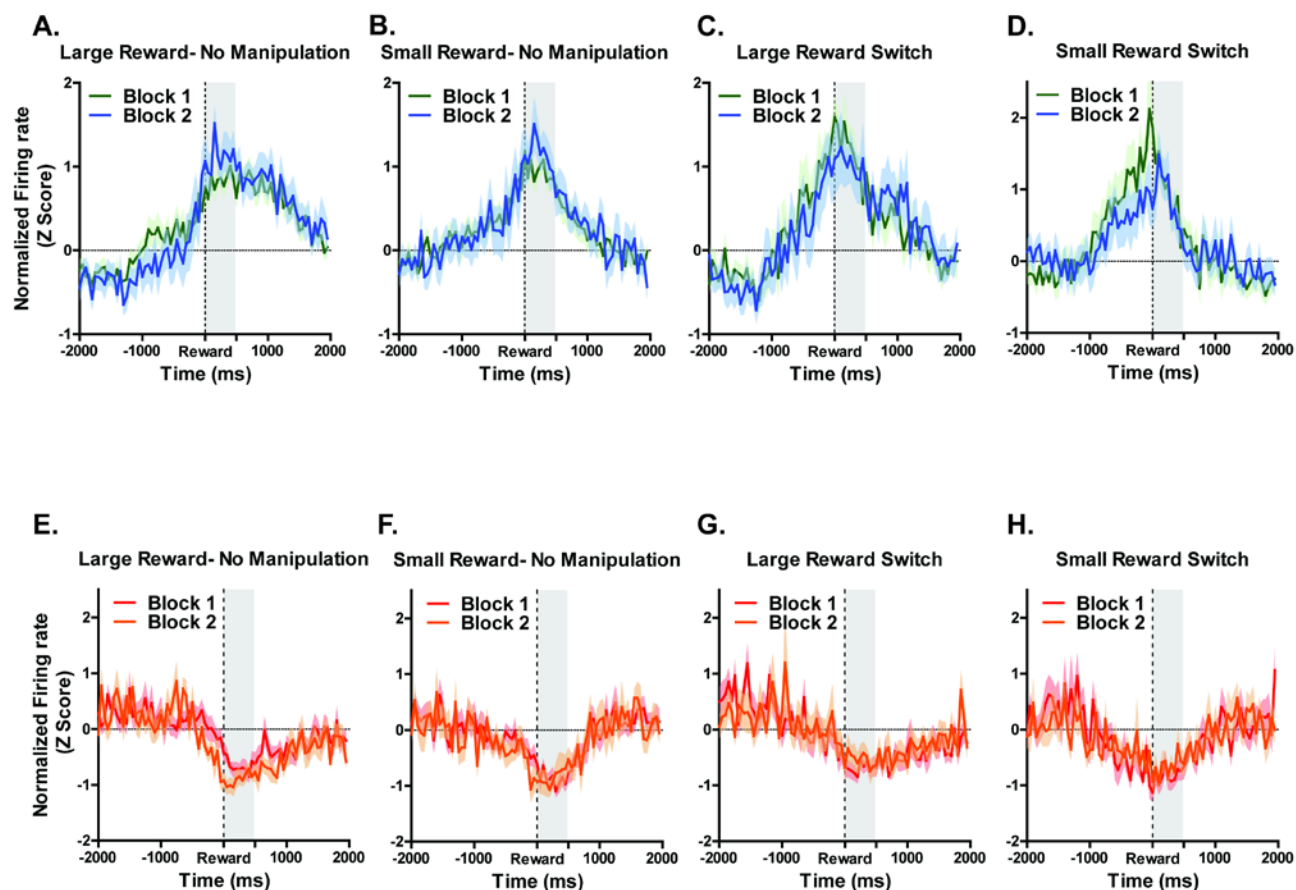 A.
Large Reward- No Manipulation
Normalized Firing rate
(Z Score)
2
1
0
-1
Block 1
Block 2
-2000 -1000 Reward 1000 2000
Time (ms)
B.
Small Reward- No Manipulation
2
1
0
-1
Block 1
Block 2
-2000 -1000 Reward 1000 2000
Time (ms)
C.
Large Reward Switch
2
1
0
-1
Block 1
Block 2
-2000 -1000 Reward 1000 2000
Time (ms)
D.
Small Reward Switch
2
1
0
-1
Block 1
Block 2
-2000 -1000 Reward 1000 2000
Time (ms)
E.
Large Reward- No Manipulation
Normalized Firing rate
(Z Score)
2
1
0
-1
-2
Block 1
Block 2
-2000 -1000 Reward 1000 2000
Time (ms)
F.
Small Reward- No Manipulation
2
1
0
-1
-2
Block 1
Block 2
-2000 -1000 Reward 1000 2000
Time (ms)
G.
Large Reward Switch
2
1
0
-1
-2
Block 1
Block 2
-2000 -1000 Reward 1000 2000
Time (ms)
H.
Small Reward Switch
2
1
0
-1
-2
Block 1
Block 2
-2000 -1000 Reward 1000 2000
Time (ms)